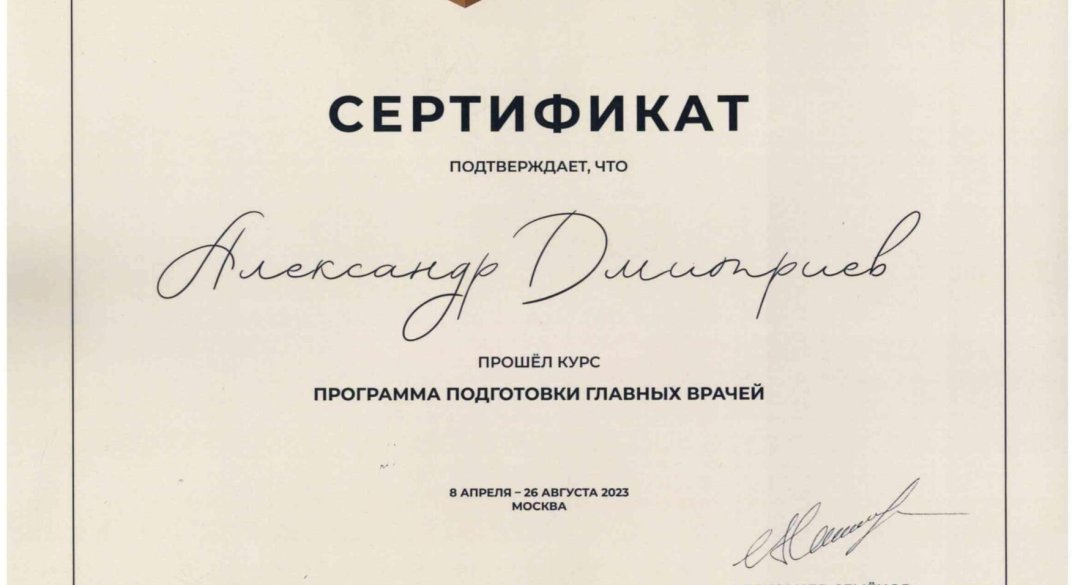 СЕРТИФИКАТ
ПОДТВЕРЖДАЕТ, ЧТО
Александр Дмитриев
ПРОШЁЛ КУРС
ПРОГРАММА ПОДГОТОВКИ ГЛАВНЫХ ВРАЧЕЙ
8 АПРЕЛЯ – 26 АВГУСТА 2023
МОСКВА